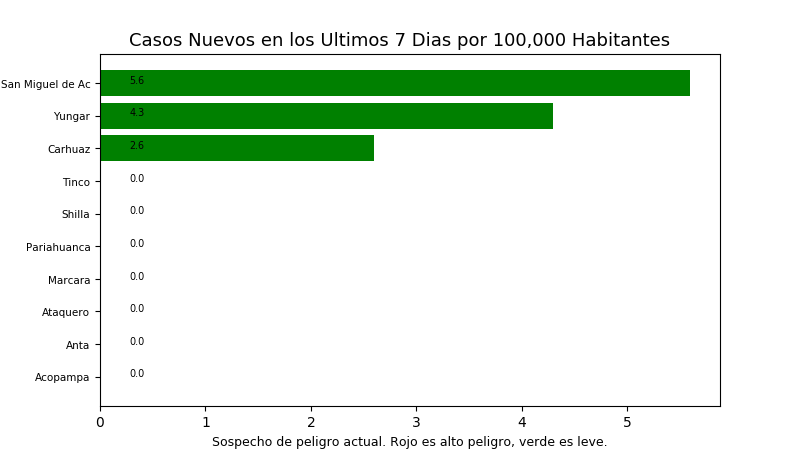 Casos Nuevos en los Ultimos 7 Dias por 100,000 Habitantes
San Miguel de Ac 5.6
Yungar 4.3
Carhuaz 2.6
Tinco 0.0
Shilla 0.0
Pariahuanca 0.0
Marcara 0.0
Ataquero 0.0
Anta 0.0
Acopampa 0.0
0 1 2 3 4 5
Sospecho de peligro actual. Rojo es alto peligro, verde es leve.